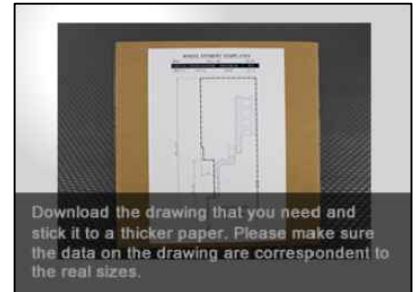 Download the drawing that you need and
stick it to a thicker paper. Please make sure
the data on the drawing are correspondent to
the real sizes.